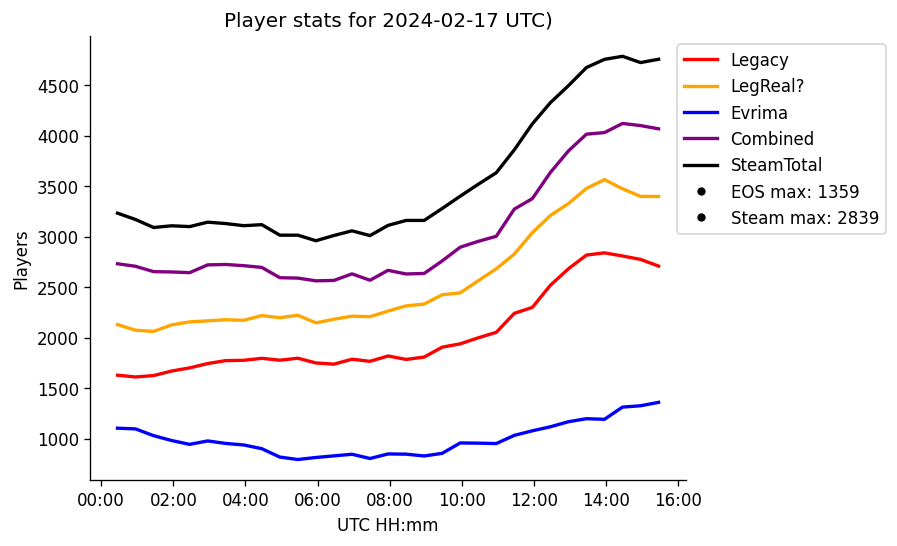 Player stats for 2024-02-17 UTC)
Legacy
LegReal?
Evrima
Combined
SteamTotal
EOS max: 1359
Steam max: 2839
Players
4500
4000
3500
3000
2500
2000
1500
1000
00:00 02:00 04:00 06:00 08:00 10:00 12:00 14:00 16:00
UTC HH:mm